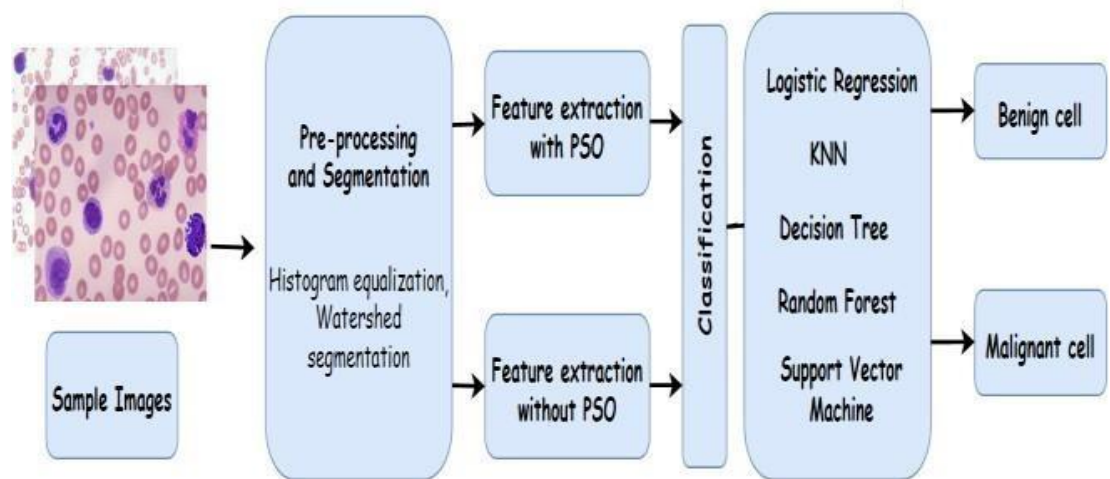 Sample Images
Pre-processing
and Segmentation
Histogram equalization,
Watershed
segmentation
Feature extraction
with PSO
Feature extraction
without PSO
Classification
Logistic Regression
KNN
Decision Tree
Random Forest
Support Vector
Machine
Benign cell
Malignant cell